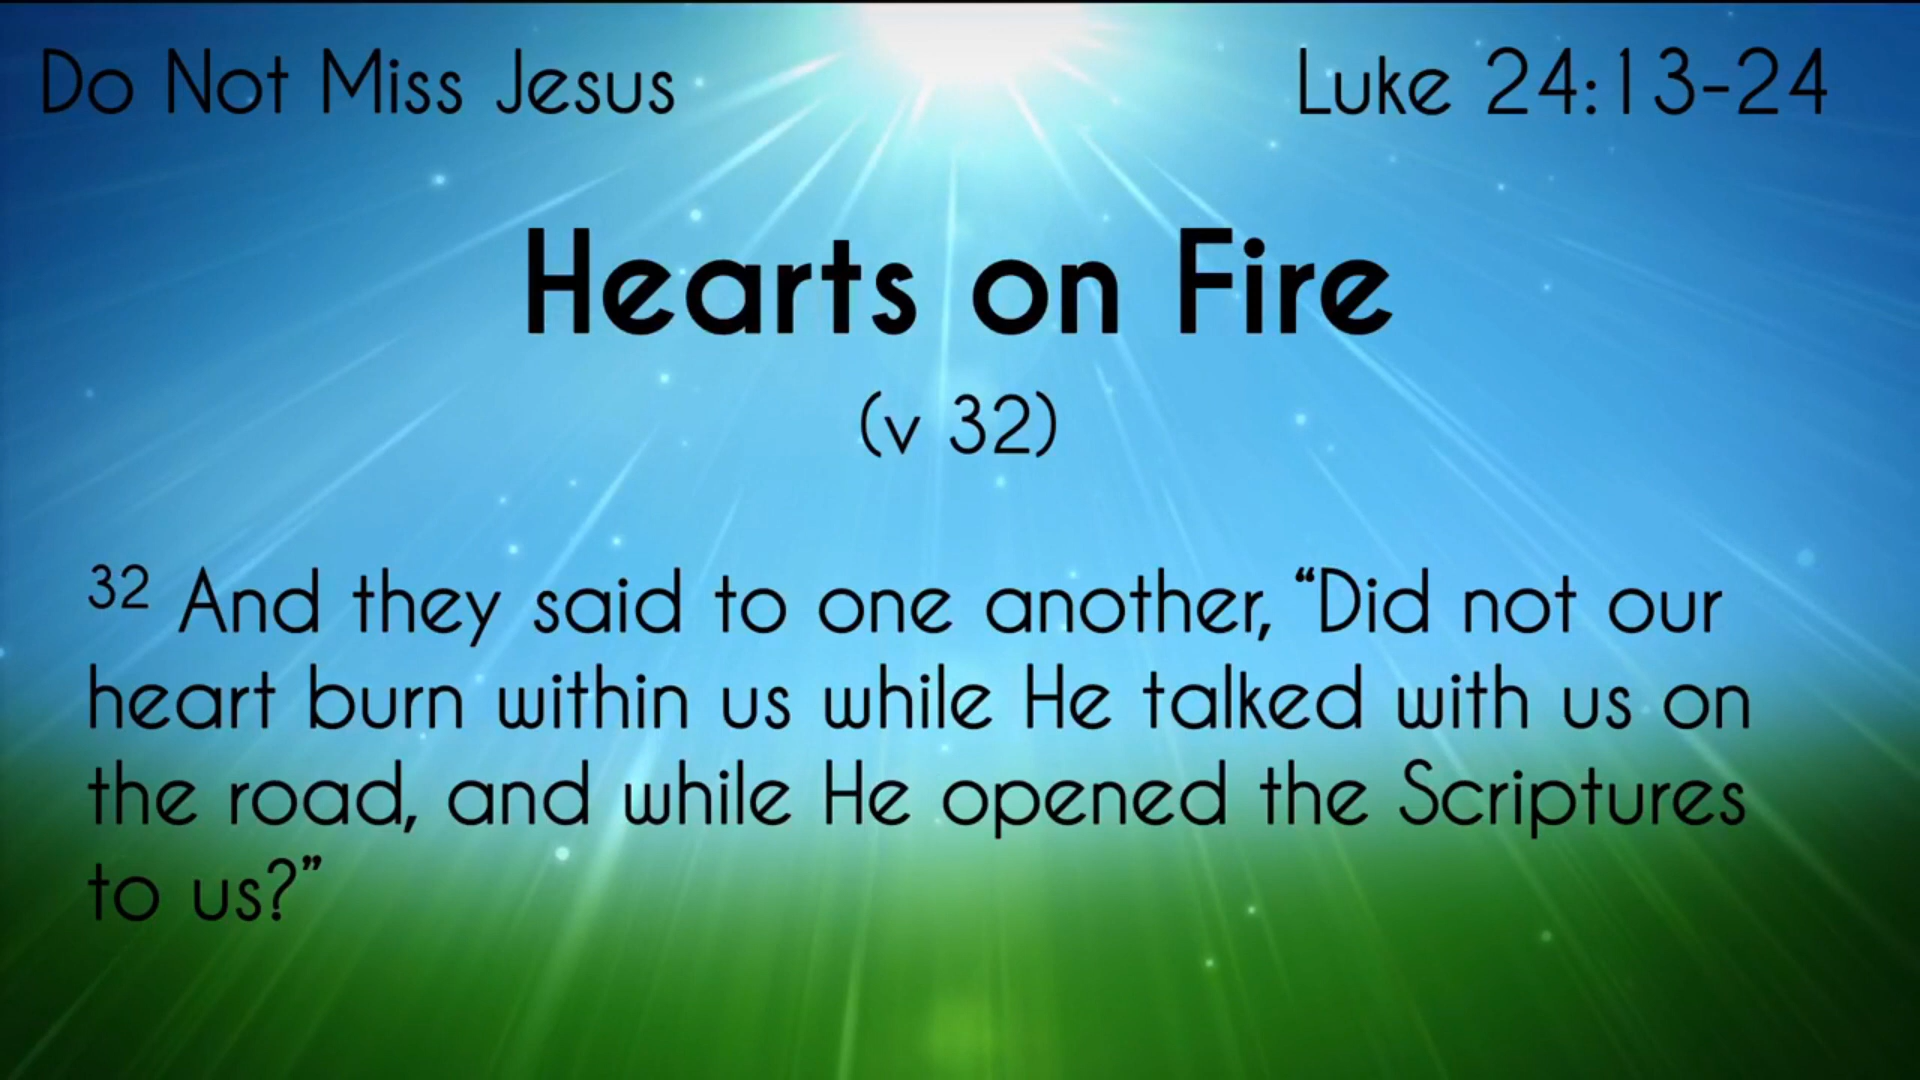 Do Not Miss Jesus
Luke 24:13-24
Hearts on Fire
(v 32)
32 And they said to one another, “Did not our
heart burn within us while He talked with us on
the road, and while He opened the Scriptures
to us?”